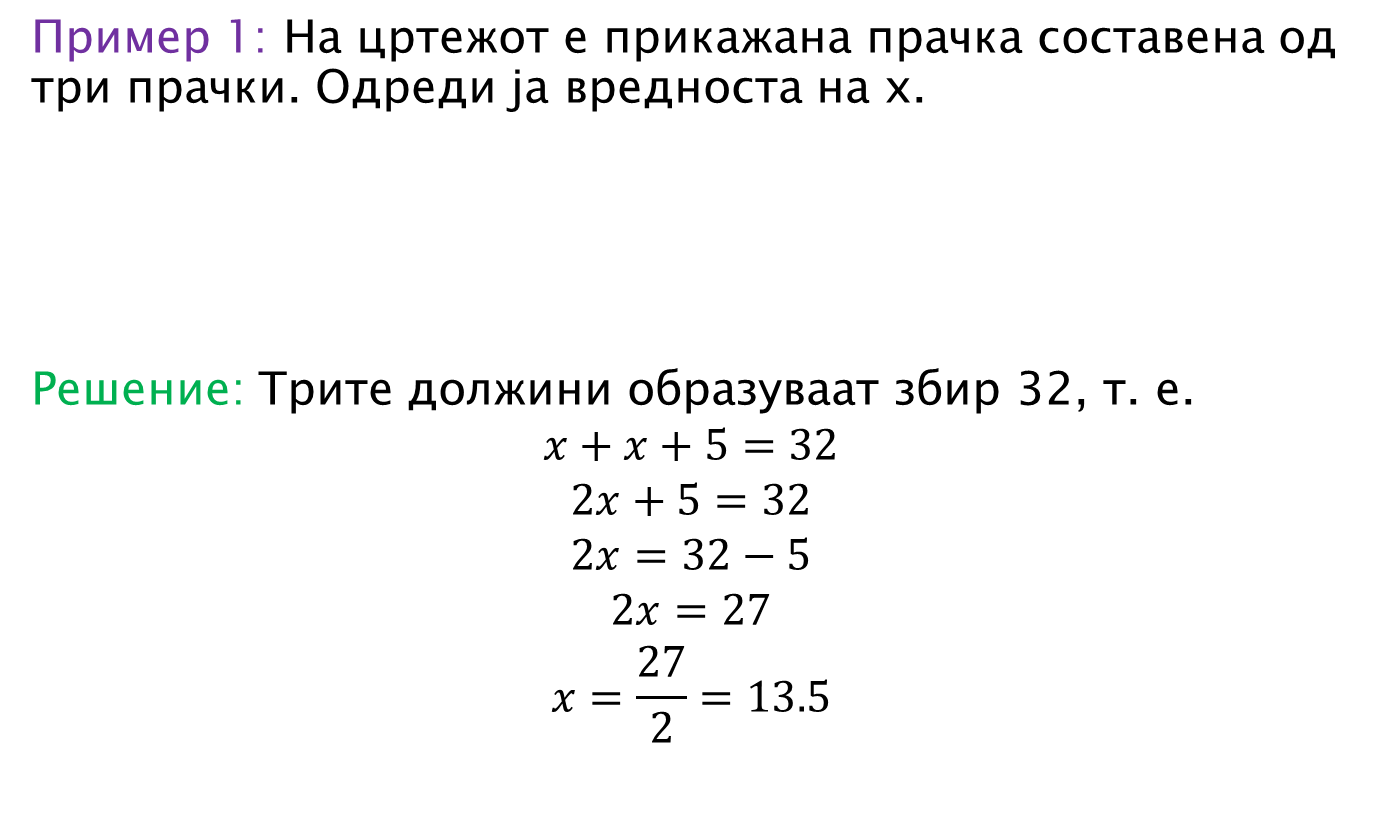 Пример 1: На цртежот е прикажана прачка составена од
три прачки. Одреди ја вредноста на x.
Решение: Трите должини образуваат збир 32, т. е.
x + x + 5 = 32
2x + 5 = 32
2x = 32 − 5
2x = 27
x = 27/2 = 13.5